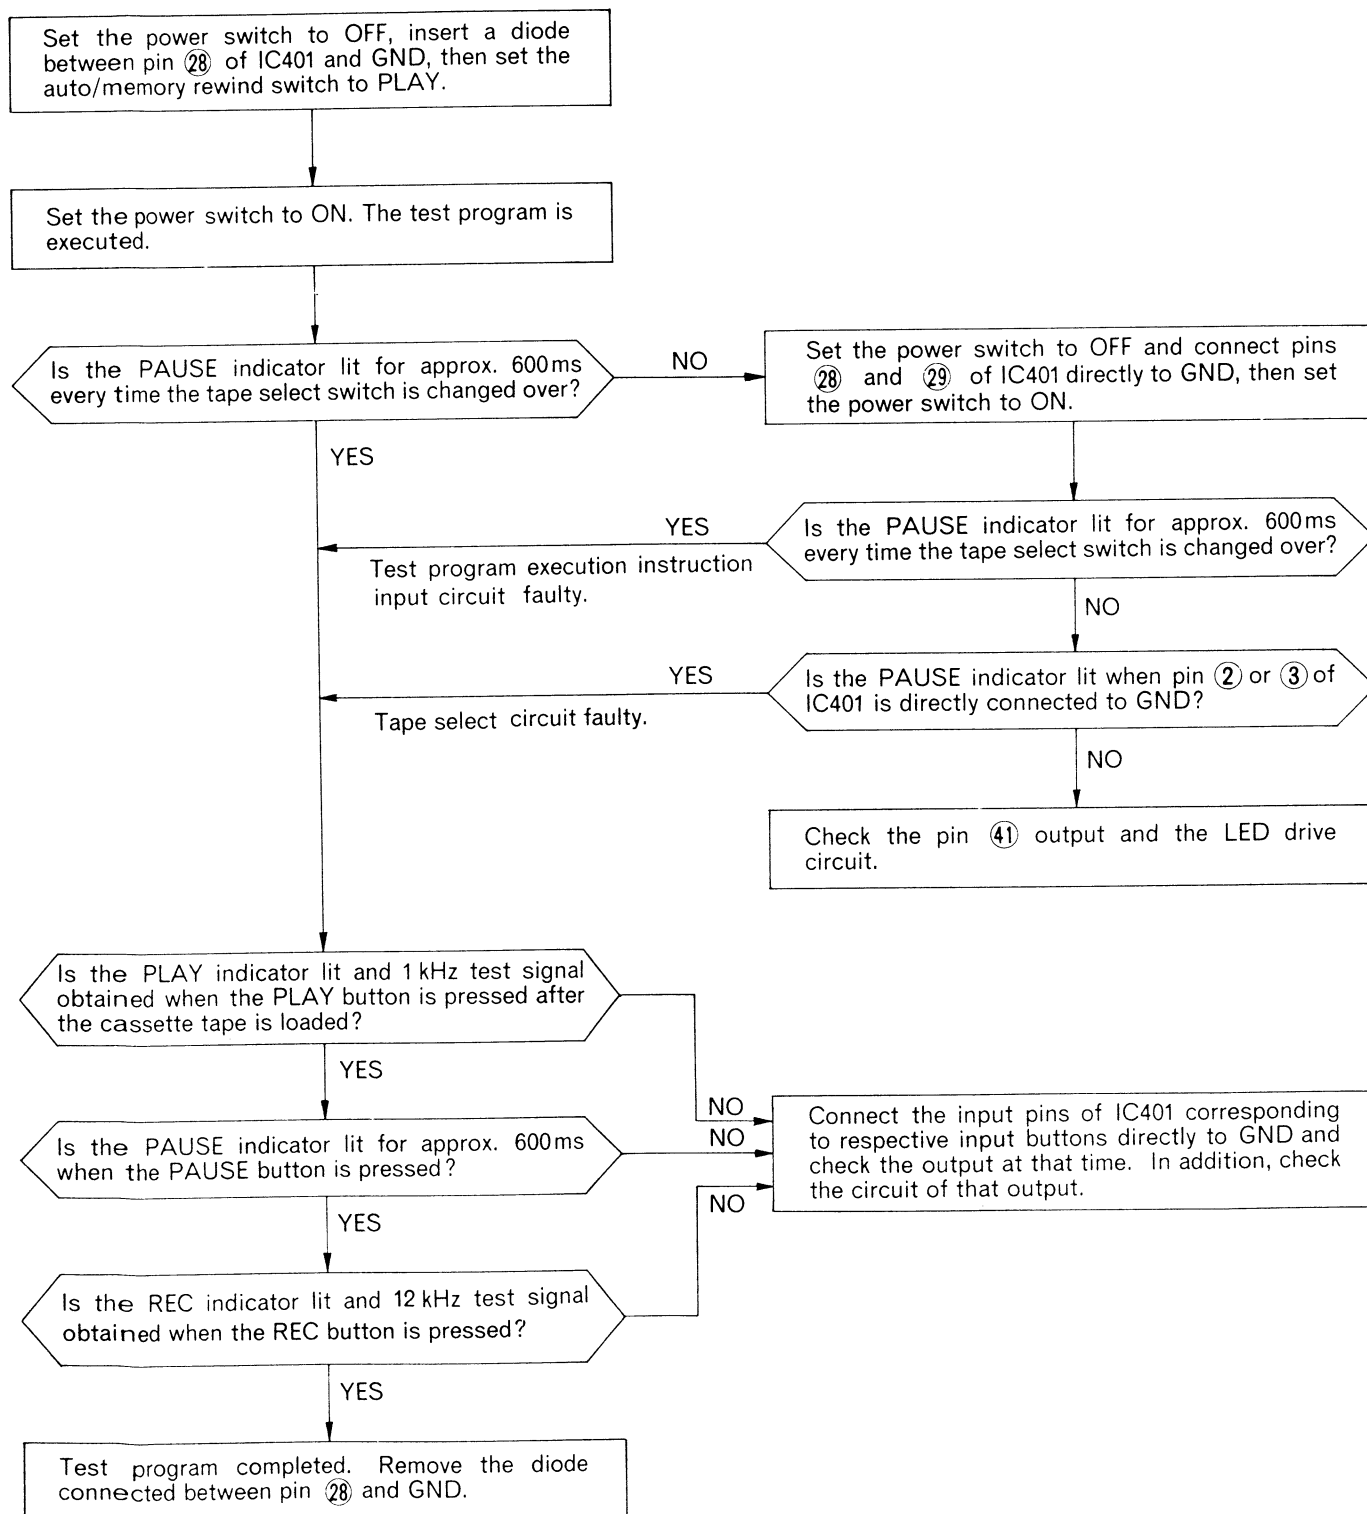 Set the power switch to OFF, insert a diode
between pin ㉘ of IC401 and GND, then set the
auto/memory rewind switch to PLAY.
Set the power switch to ON. The test program is
executed.
Is the PAUSE indicator lit for approx. 600ms
every time the tape select switch is changed over?
NO
Set the power switch to OFF and connect pins
㉘ and ㉙ of IC401 directly to GND, then set
the power switch to ON.
YES
Is the PAUSE indicator lit for approx. 600ms
every time the tape select switch is changed over?
YES
Test program execution instruction
input circuit faulty.
NO
Is the PAUSE indicator lit when pin ② or ③ of
IC401 is directly connected to GND?
YES
Tape select circuit faulty.
NO
Check the pin ㊶ output and the LED drive
circuit.
Is the PLAY indicator lit and 1 kHz test signal
obtained when the PLAY button is pressed after
the cassette tape is loaded?
YES
NO
Is the PAUSE indicator lit for approx. 600ms
when the PAUSE button is pressed?
NO
Connect the input pins of IC401 corresponding
to respective input buttons directly to GND and
check the output at that time. In addition, check
the circuit of that output.
YES
NO
Is the REC indicator lit and 12 kHz test signal
obtained when the REC button is pressed?
YES
Test program completed. Remove the diode
connected between pin ㉘ and GND.